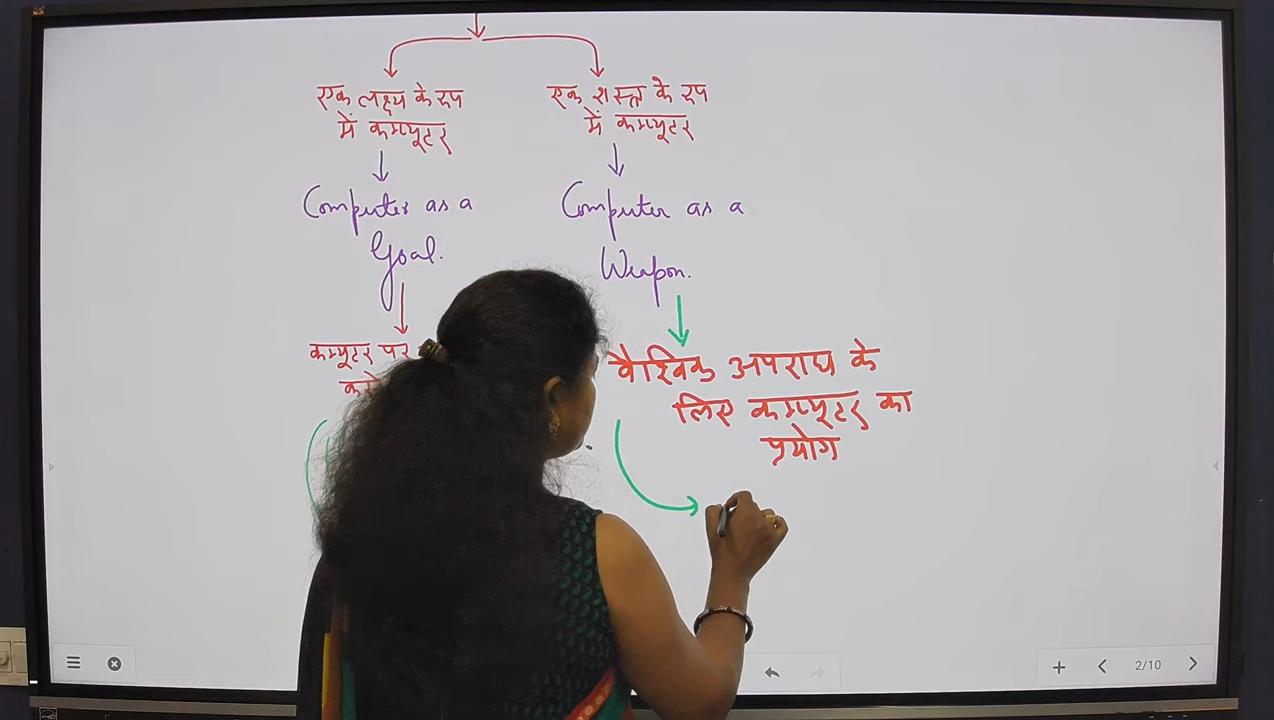 एक लक्ष्य के रूप
में कम्प्यूटर
Computer as a
Goal.
कम्प्यूटर पर
एक शस्त्र के रूप
में कम्प्यूटर
Computer as a
Weapon.
वैश्विक अपराध के
लिए कम्प्यूटर का
प्रयोग
2/10